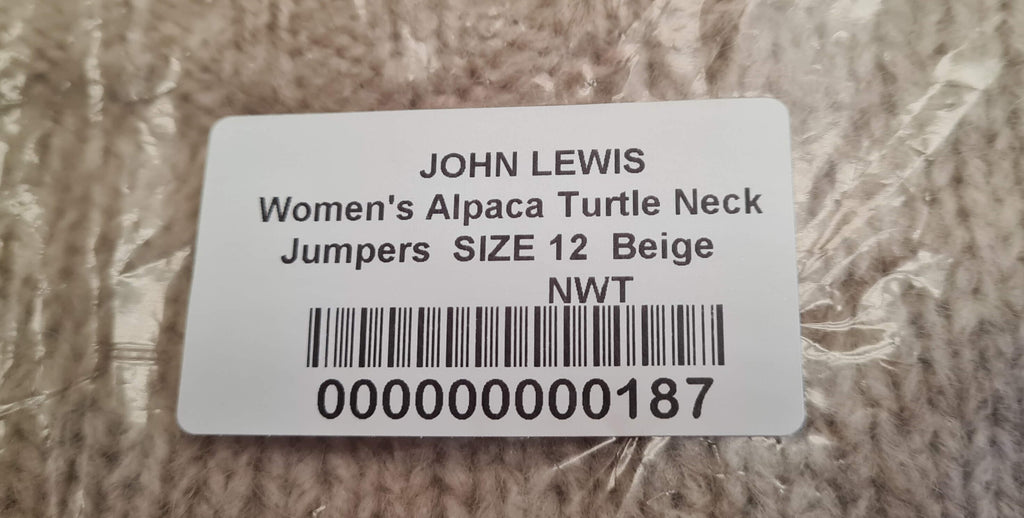 JOHN LEWIS
Women's Alpaca Turtle Neck
Jumpers SIZE 12 Beige
NWT
000000000187